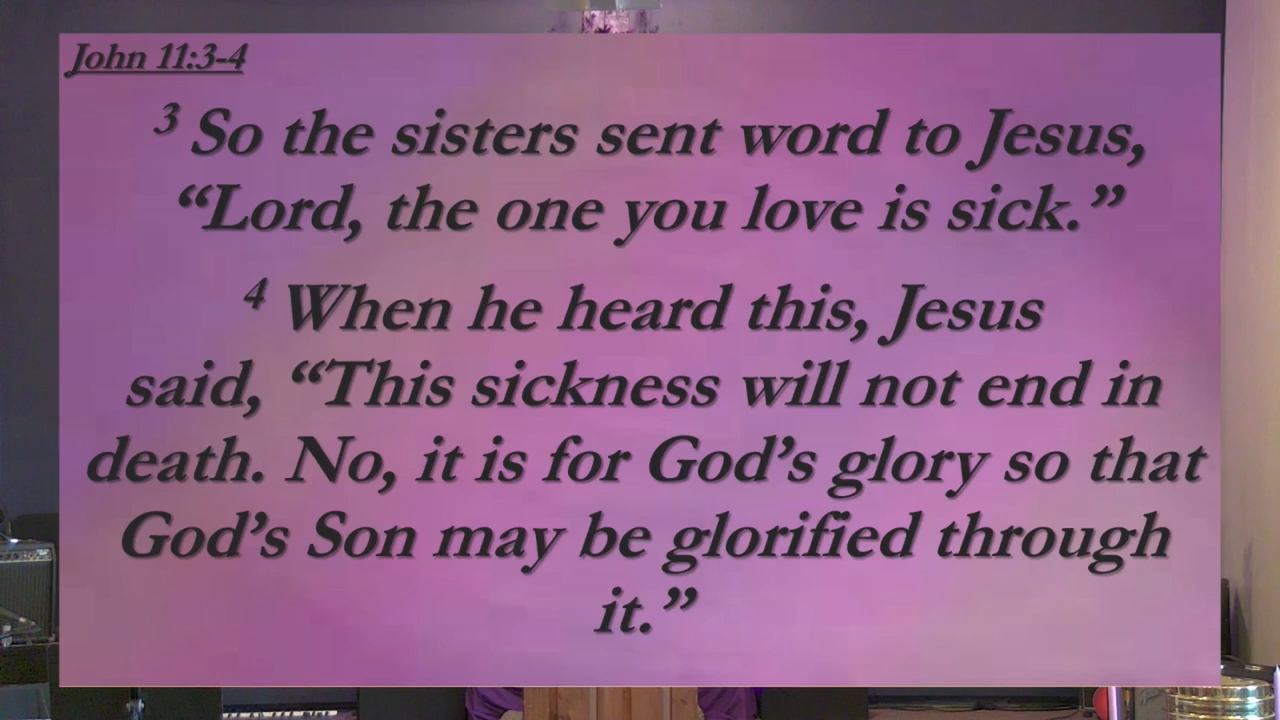 John 11:3-4
3 So the sisters sent word to Jesus,
“Lord, the one you love is sick.”
4 When he heard this, Jesus
said, “This sickness will not end in
death. No, it is for God’s glory so that
God’s Son may be glorified through
it.”